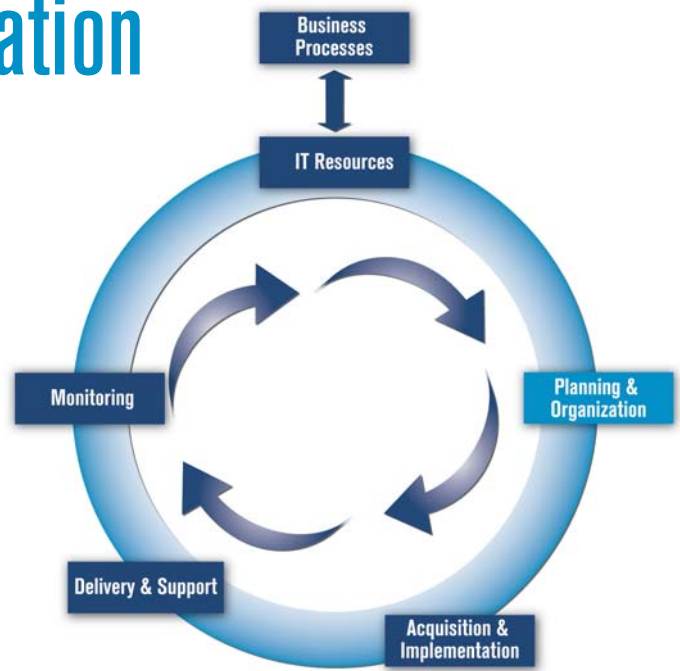 ation
Business
Processes
IT Resources
Monitoring
Planning &
Organization
Delivery & Support
Acquisition &
Implementation